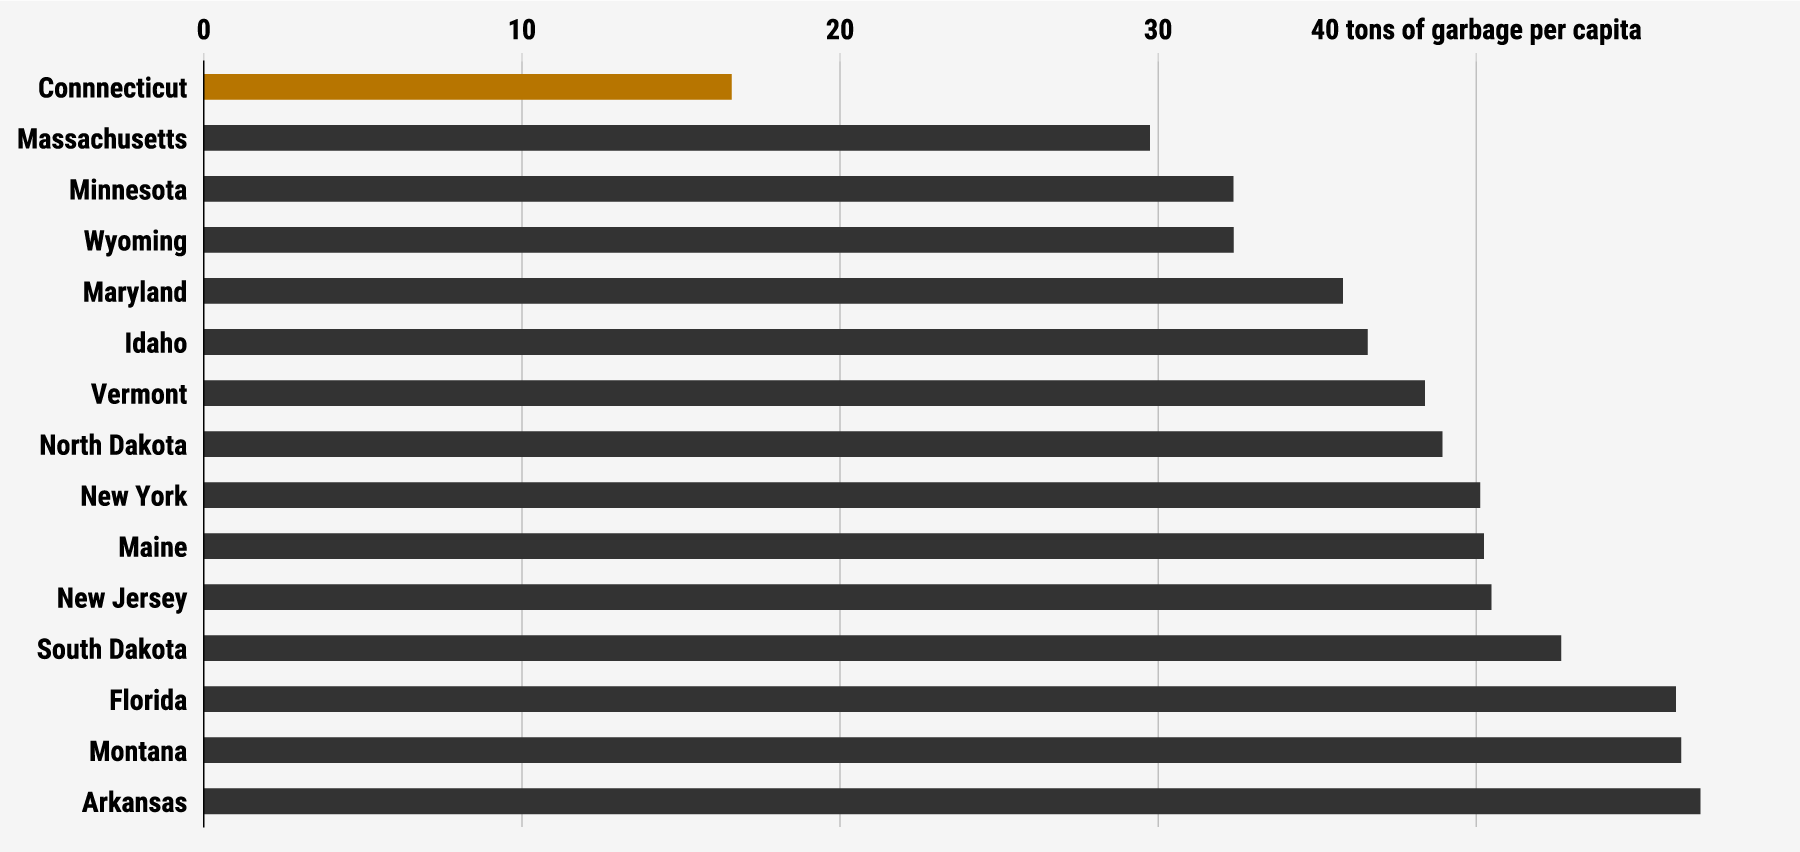 0 10 20 30 40 tons of garbage per capita
Connnecticut
Massachusetts
Minnesota
Wyoming
Maryland
Idaho
Vermont
North Dakota
New York
Maine
New Jersey
South Dakota
Florida
Montana
Arkansas